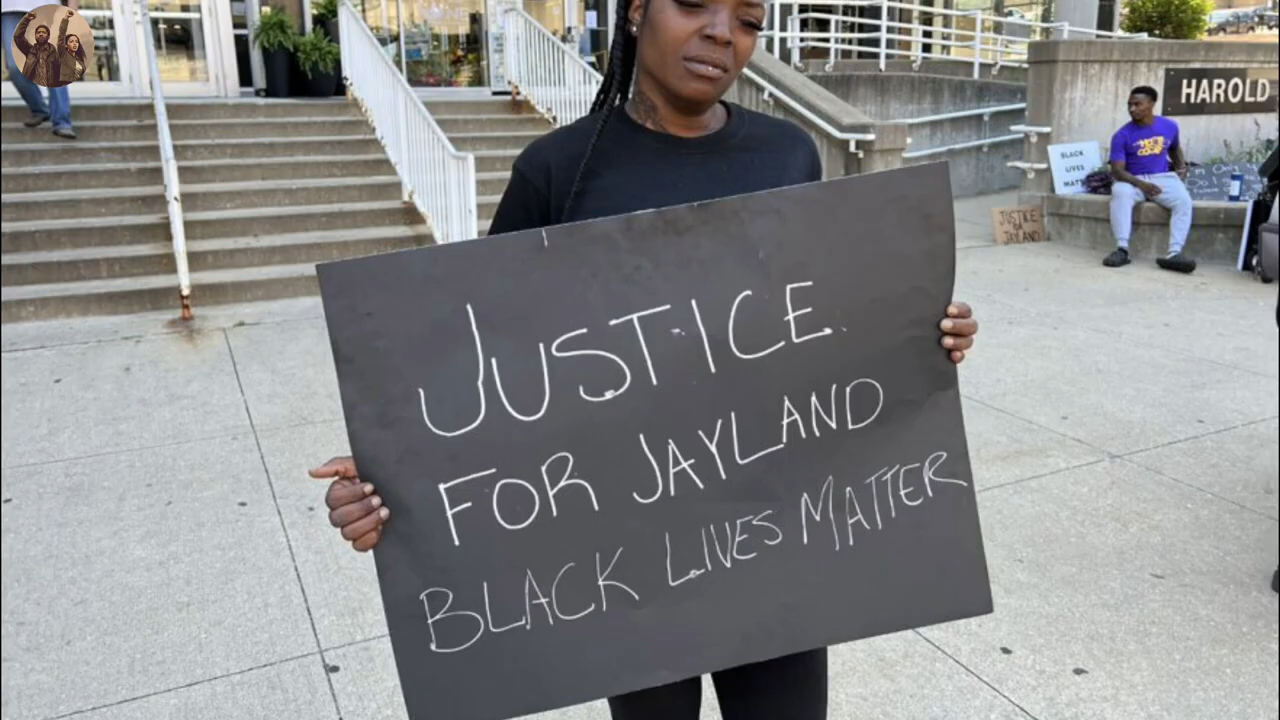 HAROLD
BLACK
LIVES
MATTER
JUSTICE
for
JAYLAND
JUSTICE
FOR JAYLAND
BLACK LIVES MATTER